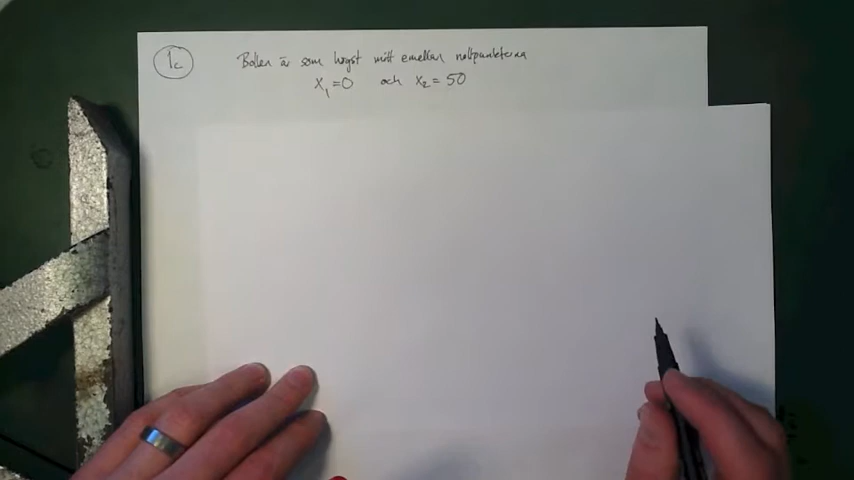 1c Bollen är som högst mitt emellan nollpunkterna
x₁=0 och x₂=50